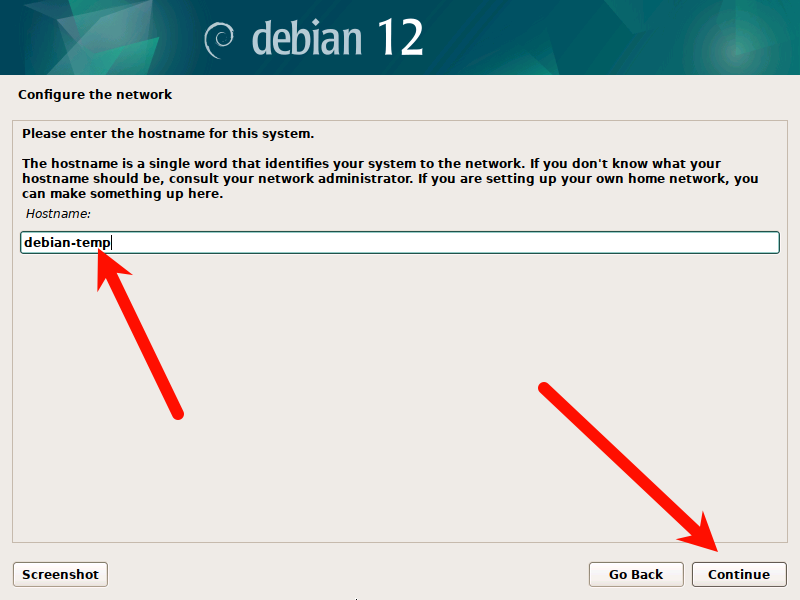 debian 12
Configure the network
Please enter the hostname for this system.
The hostname is a single word that identifies your system to the network. If you don't know what your
hostname should be, consult your network administrator. If you are setting up your own home network, you
can make something up here.
Hostname:
debian-temp
Screenshot
Go Back
Continue